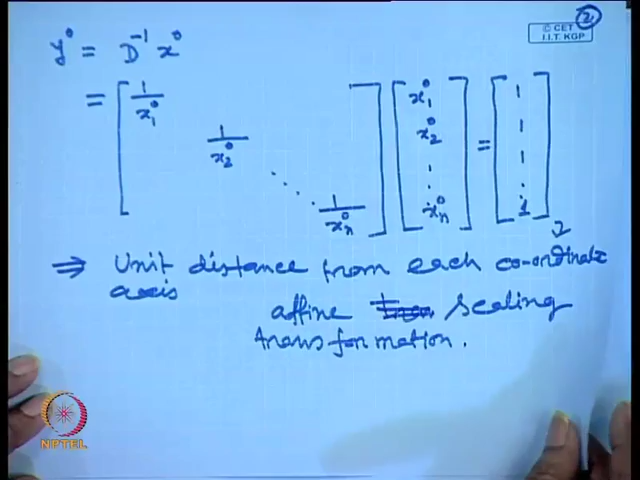 2
© CET
I.I.T. KGP
y⁰ = D⁻¹ x⁰
= [ 1/x₁⁰ 1/x₂⁰ . . . . . 1/xₙ⁰ ] [ x₁⁰ x₂⁰ . . xₙ⁰ ] = [ 1 1 1 . 1 ]
⇒ Unit distance from each co-ordinate
axis
affine scaling
transformation.
NPTEL